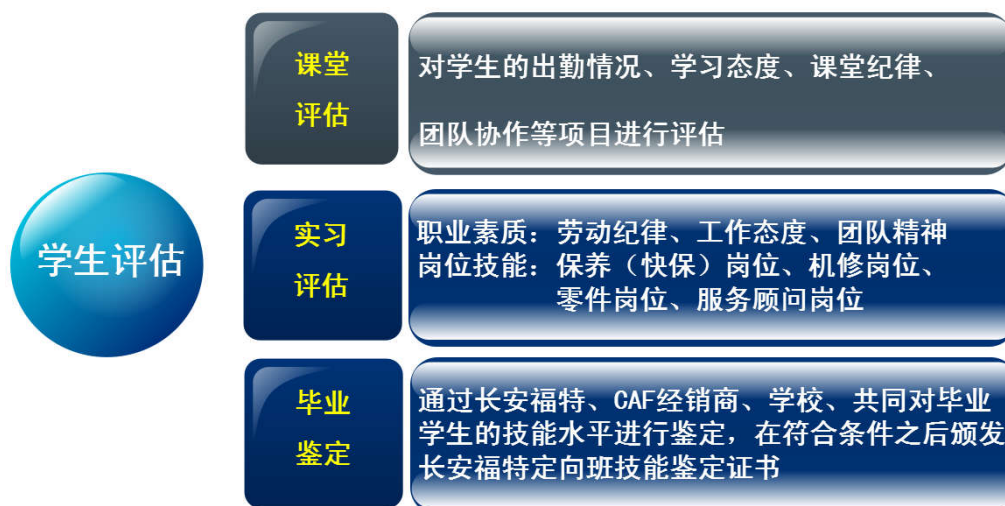 学生评估
课堂
评估
对学生的出勤情况、学习态度、课堂纪律、
团队协作等项目进行评估
实习
评估
职业素质：劳动纪律、工作态度、团队精神
岗位技能：保养（快保）岗位、机修岗位、
零件岗位、服务顾问岗位
毕业
鉴定
通过长安福特、CAF经销商、学校、共同对毕业
学生的技能水平进行鉴定，在符合条件之后颁发
长安福特定向班技能鉴定证书